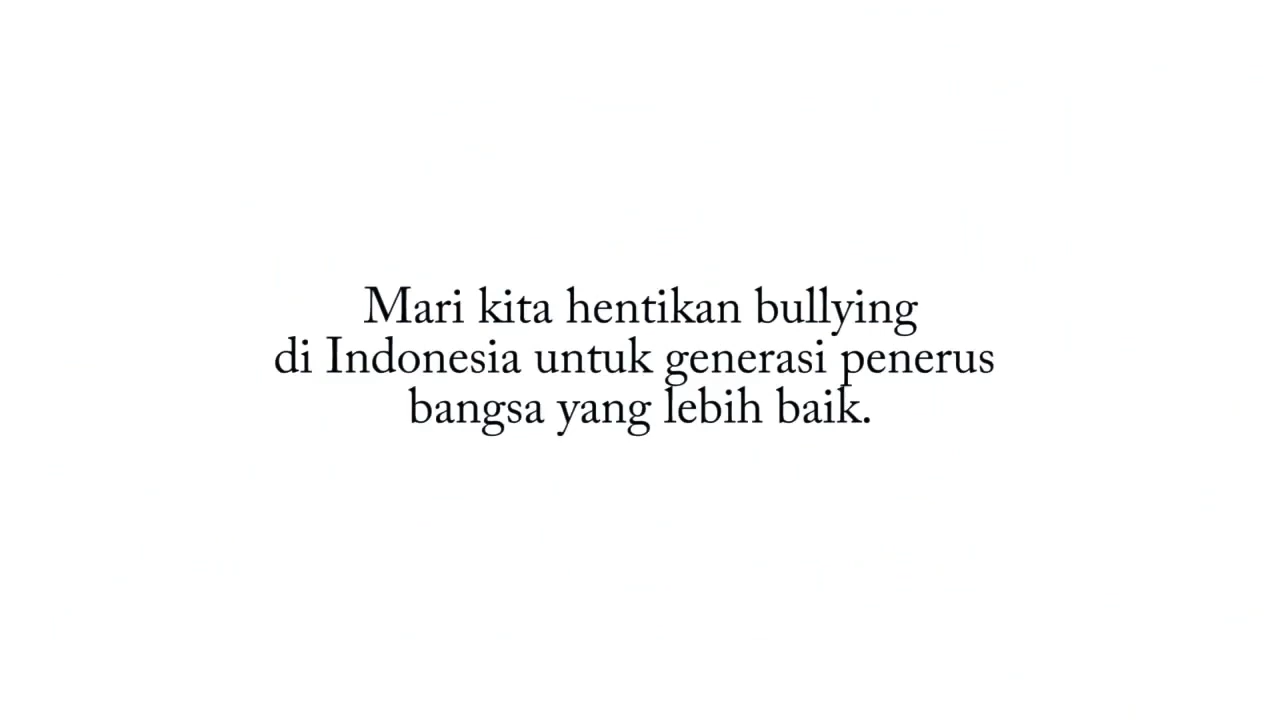 Mari kita hentikan bullying
di Indonesia untuk generasi penerus
bangsa yang lebih baik.